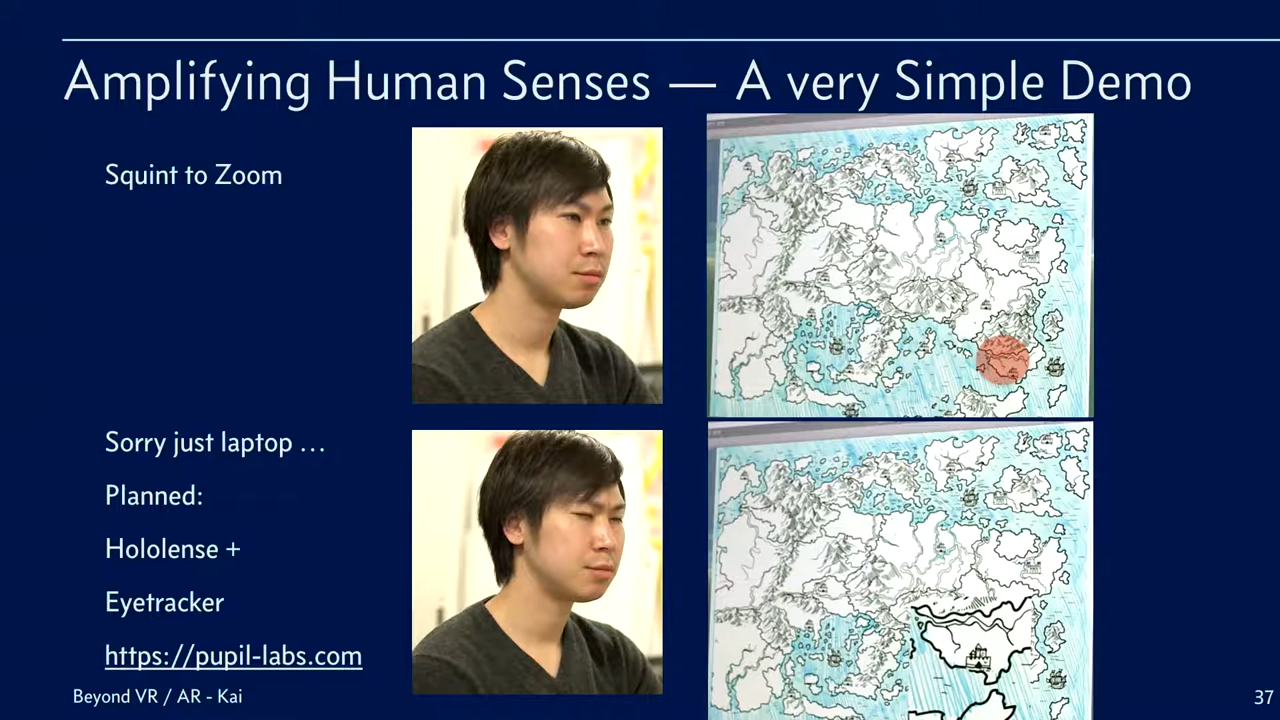 Amplifying Human Senses — A very Simple Demo
Squint to Zoom
Sorry just laptop …
Planned:
Hololense +
Eyetracker
https://pupil-labs.com
Beyond VR / AR - Kai
37